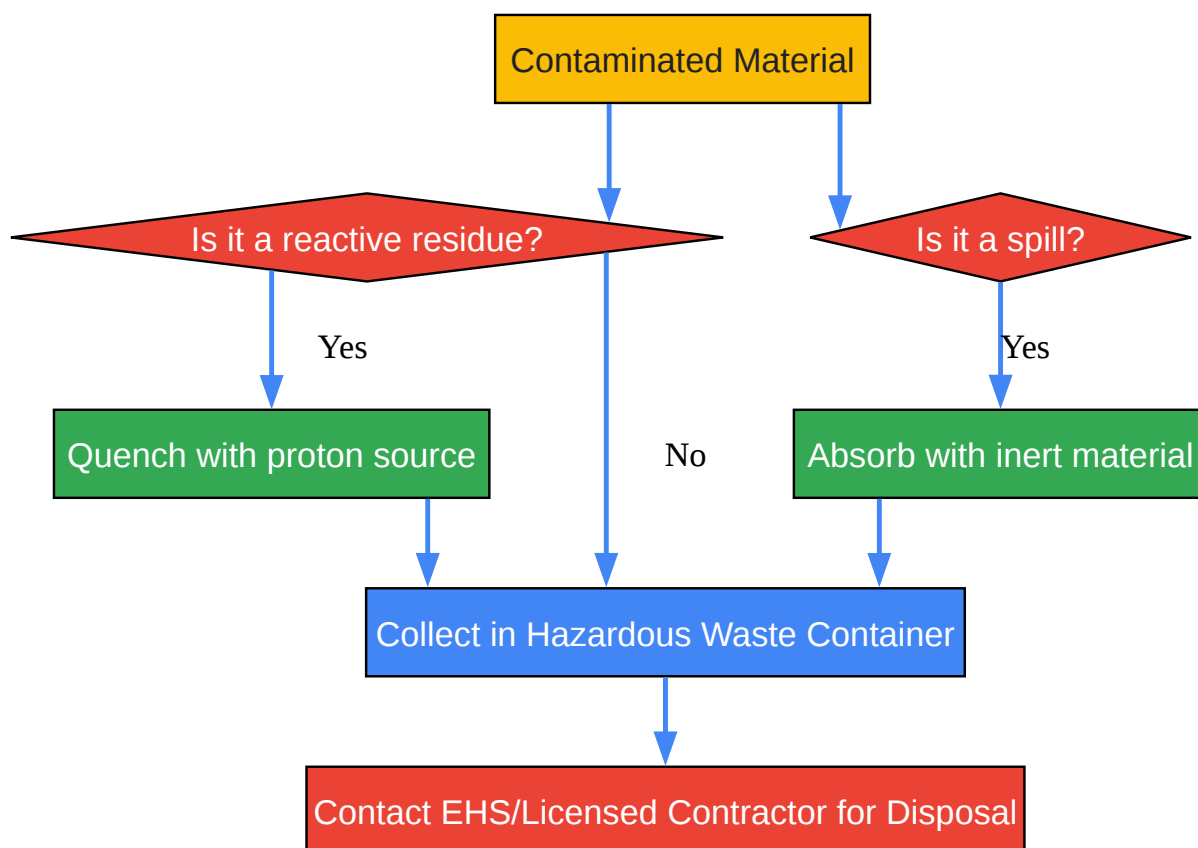 Contaminated Material
Is it a reactive residue?
Is it a spill?
Yes
Yes
Quench with proton source
No
Absorb with inert material
Collect in Hazardous Waste Container
Contact EHS/Licensed Contractor for Disposal